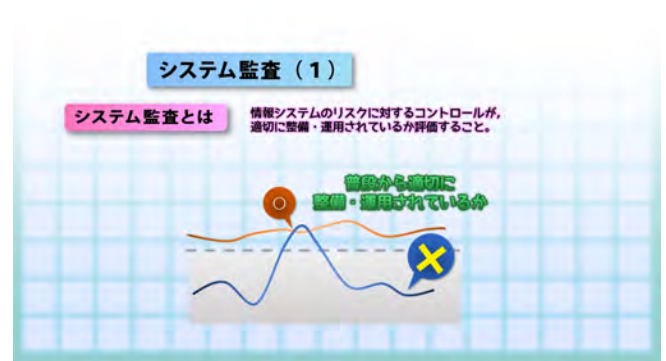 システム監査（1）
システム監査とは
情報システムのリスクに対するコントロールが，
適切に整備・運用されているか評価すること。
普段から適切に
整備・運用されているか